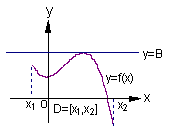 y
y=B
y=f(x)
x₁ 0 D=[x₁,x₂] x₂ x